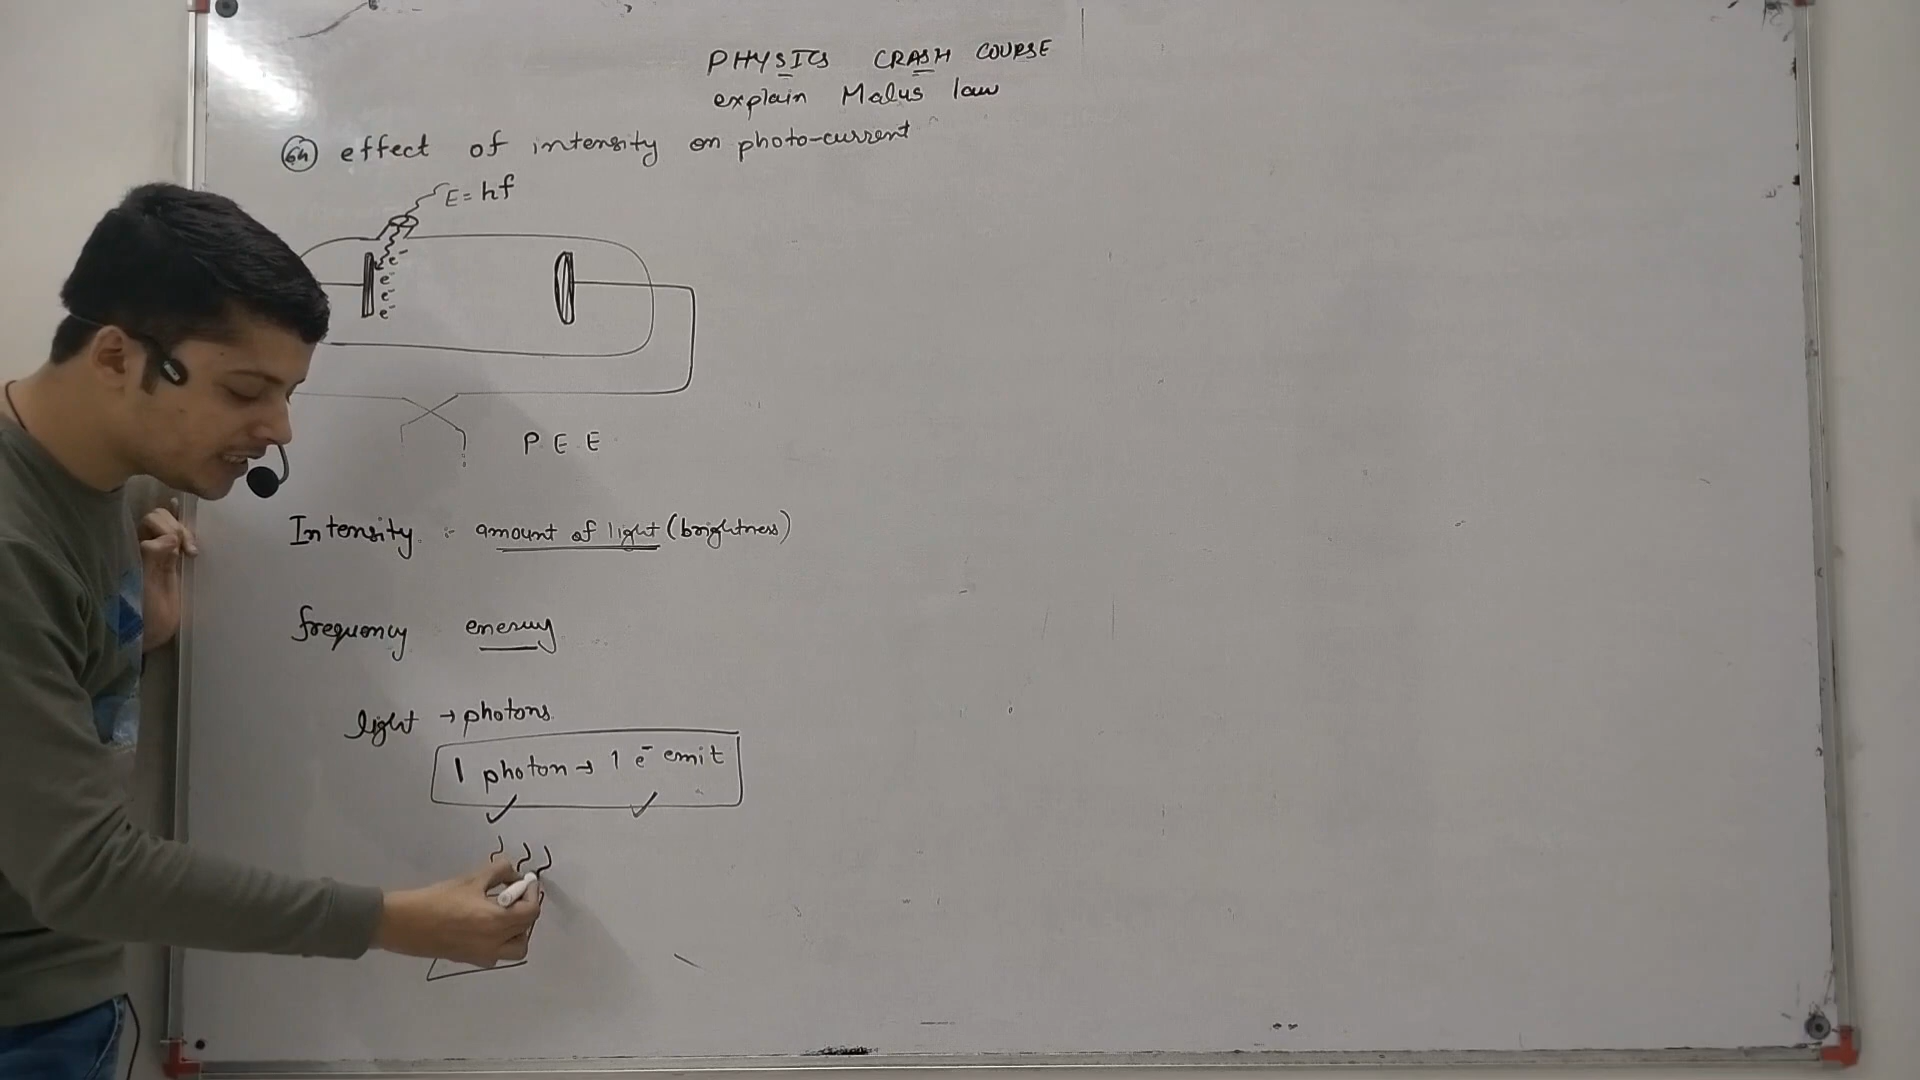 PHYSICS CRASH COURSE
explain Malus law
64 effect of intensity on photo-current
E = hf
e⁻
e⁻
e⁻
e⁻
P.E.E
Intensity :- amount of light (brightness)
frequency energy
light → photons
1 photon → 1 e⁻ emit